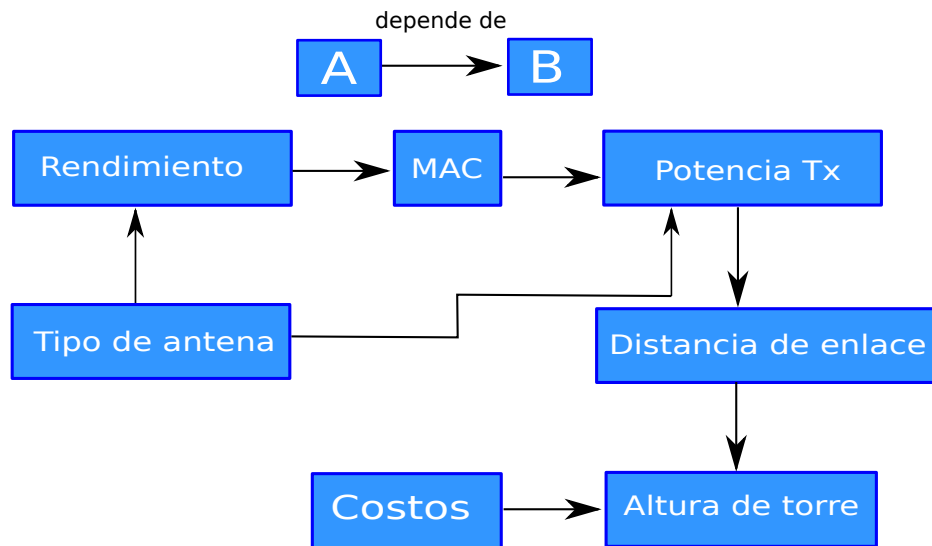 depende de
A
B
Rendimiento
MAC
Potencia Tx
Tipo de antena
Distancia de enlace
Costos
Altura de torre